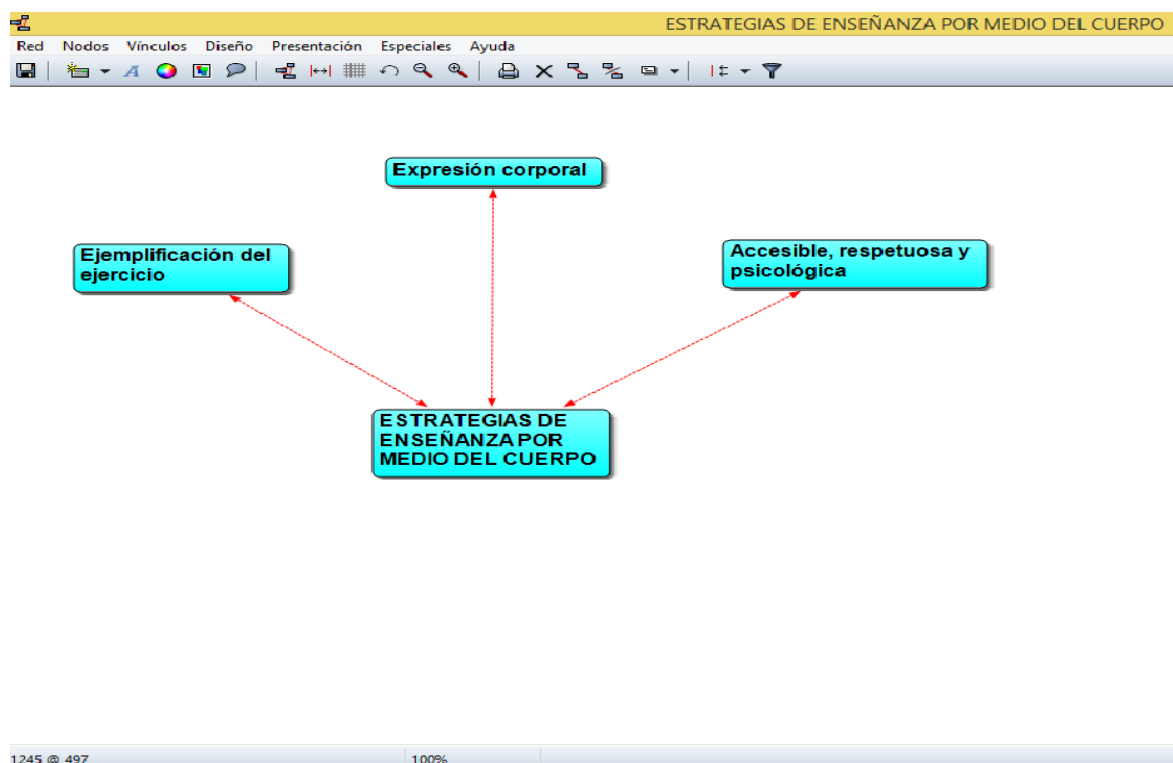 ESTRATEGIAS DE ENSEÑANZA POR MEDIO DEL CUERPO
Red Nodos Vínculos Diseño Presentación Especiales Ayuda
Expresión corporal
Ejemplificación del
ejercicio
Accesible, respetuosa y
psicológica
ESTRATEGIAS DE
ENSEÑANZA POR
MEDIO DEL CUERPO
1245 @ 497
100%